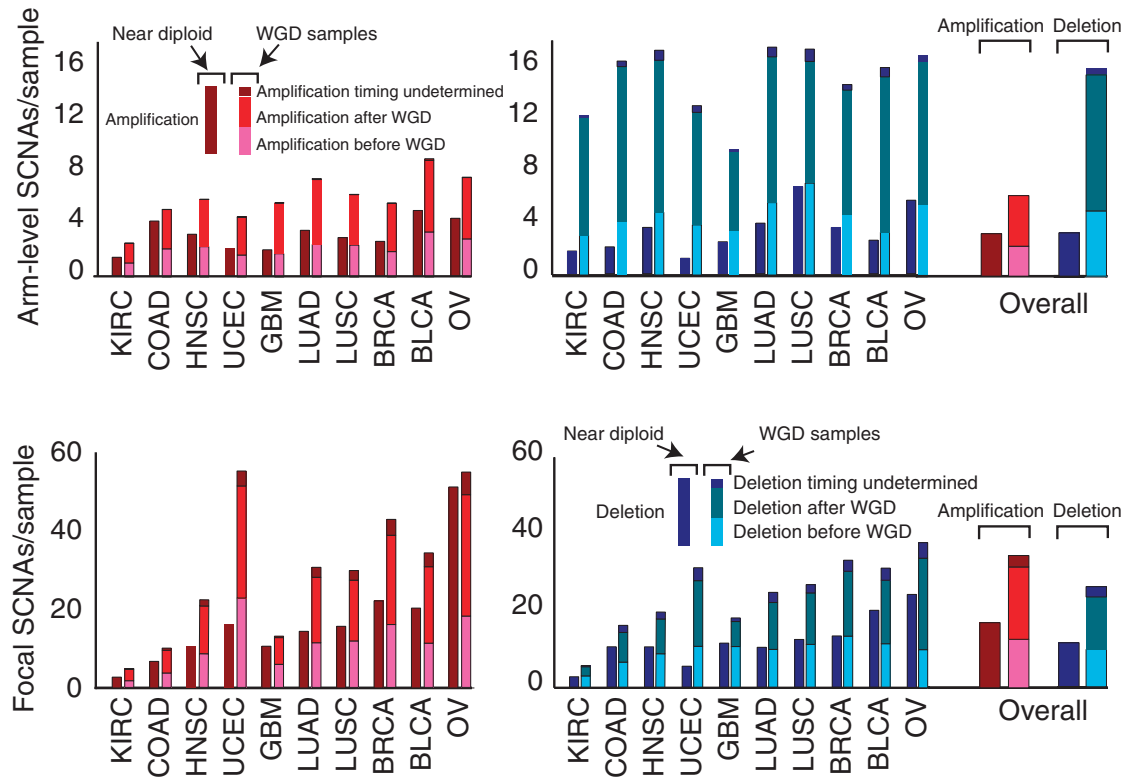 Near diploid
WGD samples
Amplification
Amplification timing undetermined
Amplification after WGD
Amplification before WGD
Arm-level SCNAs/sample
16
12
8
4
0
KIRC
COAD
HNSC
UCEC
GBM
LUAD
LUSC
BRCA
BLCA
OV
16
12
8
4
0
KIRC
COAD
HNSC
UCEC
GBM
LUAD
LUSC
BRCA
BLCA
OV
Amplification
Deletion
Overall
Focal SCNAs/sample
60
40
20
0
KIRC
COAD
HNSC
UCEC
GBM
LUAD
LUSC
BRCA
BLCA
OV
Near diploid
WGD samples
Deletion
Deletion timing undetermined
Deletion after WGD
Deletion before WGD
60
40
20
0
KIRC
COAD
HNSC
UCEC
GBM
LUAD
LUSC
BRCA
BLCA
OV
Amplification
Deletion
Overall